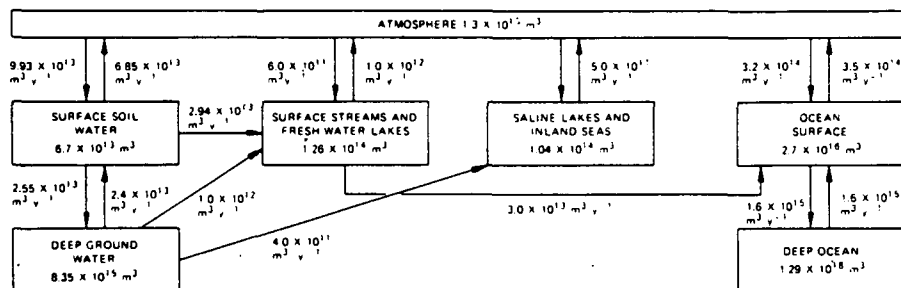 ATMOSPHERE 1.3 X 10¹³ m³
9.93 X 10¹³
m³ y⁻¹
6.85 X 10¹³
m³ y⁻¹
6.0 X 10¹¹
m³ y⁻¹
1.0 X 10¹²
m³ y⁻¹
5.0 X 10¹¹
m³ y⁻¹
3.2 X 10¹⁴
m³ y⁻¹
3.5 X 10¹⁴
m³ y⁻¹
SURFACE SOIL
WATER
6.7 X 10¹³ m³
2.94 X 10¹³
m³ y⁻¹
SURFACE STREAMS AND
FRESH WATER LAKES
1.26 X 10¹⁴ m³
SALINE LAKES AND
INLAND SEAS
1.04 X 10¹⁴ m³
OCEAN
SURFACE
2.7 X 10¹⁶ m³
2.55 X 10¹³
m³ y⁻¹
2.4 X 10¹³
m³ y⁻¹
1.0 X 10¹²
m³ y⁻¹
4.0 X 10¹¹
m³ y⁻¹
3.0 X 10¹³ m³ y⁻¹
1.6 X 10¹⁵
m³ y⁻¹
1.6 X 10¹⁵
m³ y⁻¹
DEEP GROUND
WATER
8.35 X 10¹⁵ m³
DEEP OCEAN
1.29 X 10¹⁸ m³